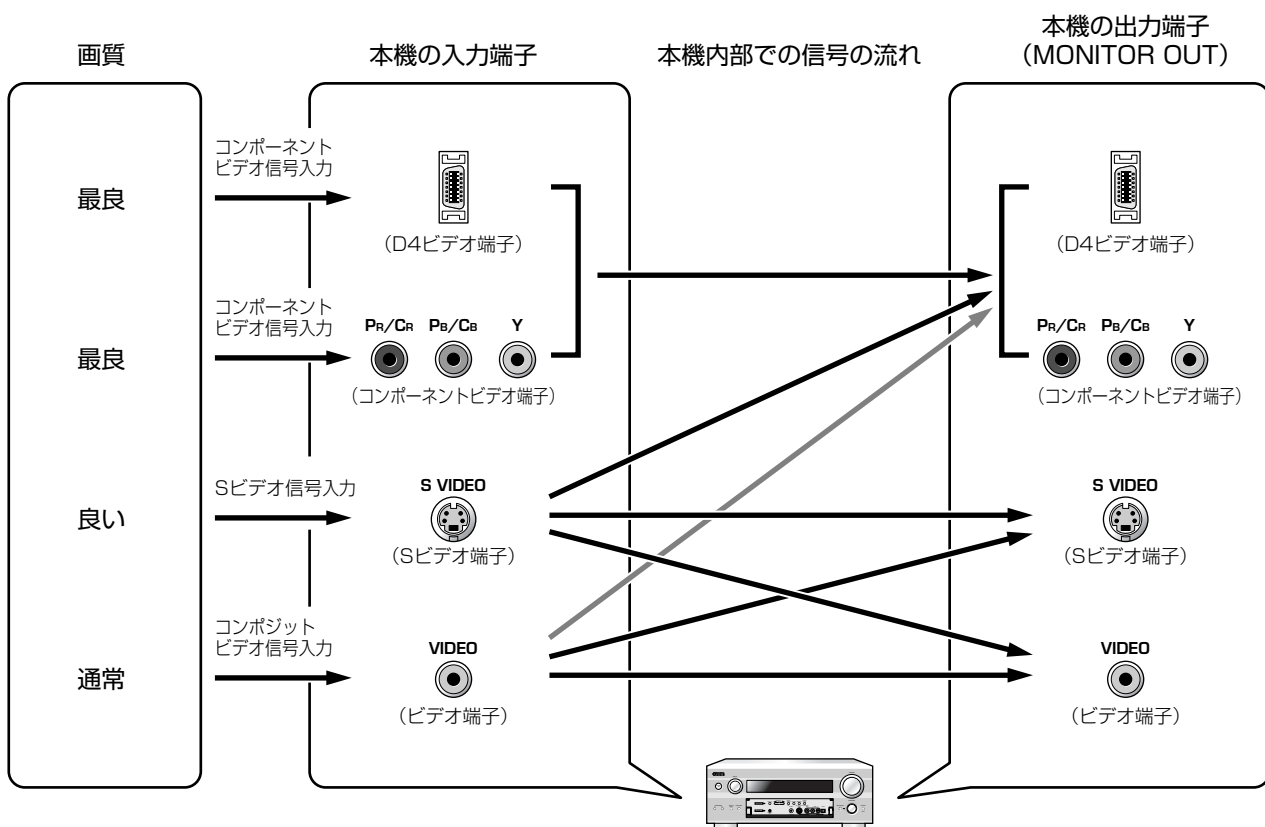 画質
本機の入力端子
本機内部での信号の流れ
本機の出力端子
（MONITOR OUT）
最良
コンポーネント
ビデオ信号入力
（D4ビデオ端子）
（D4ビデオ端子）
最良
コンポーネント
ビデオ信号入力
PR/CR PB/CB Y
（コンポーネントビデオ端子）
PR/CR PB/CB Y
（コンポーネントビデオ端子）
良い
Sビデオ信号入力
S VIDEO
（Sビデオ端子）
S VIDEO
（Sビデオ端子）
通常
コンポジット
ビデオ信号入力
VIDEO
（ビデオ端子）
VIDEO
（ビデオ端子）